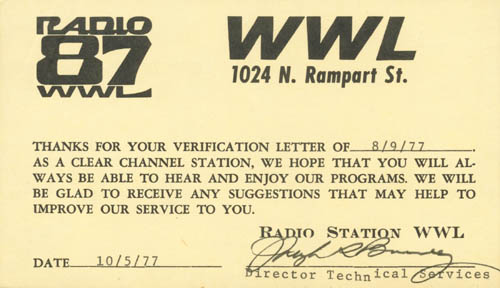 RADIO
87
WWL
WWL
1024 N. Rampart St.
THANKS FOR YOUR VERIFICATION LETTER OF 8/9/77.
AS A CLEAR CHANNEL STATION, WE HOPE THAT YOU WILL AL-
WAYS BE ABLE TO HEAR AND ENJOY OUR PROGRAMS. WE WILL
BE GLAD TO RECEIVE ANY SUGGESTIONS THAT MAY HELP TO
IMPROVE OUR SERVICE TO YOU.
RADIO STATION WWL
DATE 10/5/77
Director Technical Services